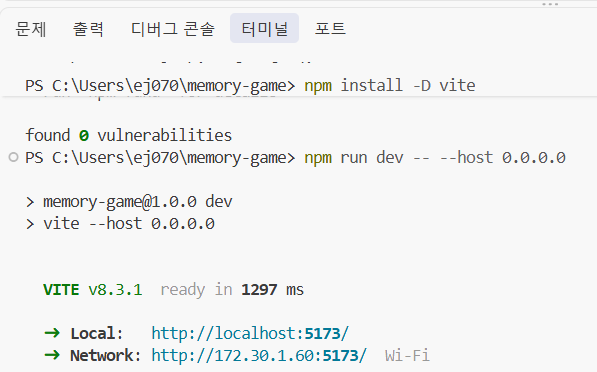 문제 출력 디버그 콘솔 터미널 포트
PS C:\Users\ej070\memory-game> npm install -D vite
found 0 vulnerabilities
PS C:\Users\ej070\memory-game> npm run dev -- --host 0.0.0.0
> memory-game@1.0.0 dev
> vite --host 0.0.0.0
VITE v8.3.1 ready in 1297 ms
➜ Local: http://localhost:5173/
➜ Network: http://172.30.1.60:5173/ Wi-Fi